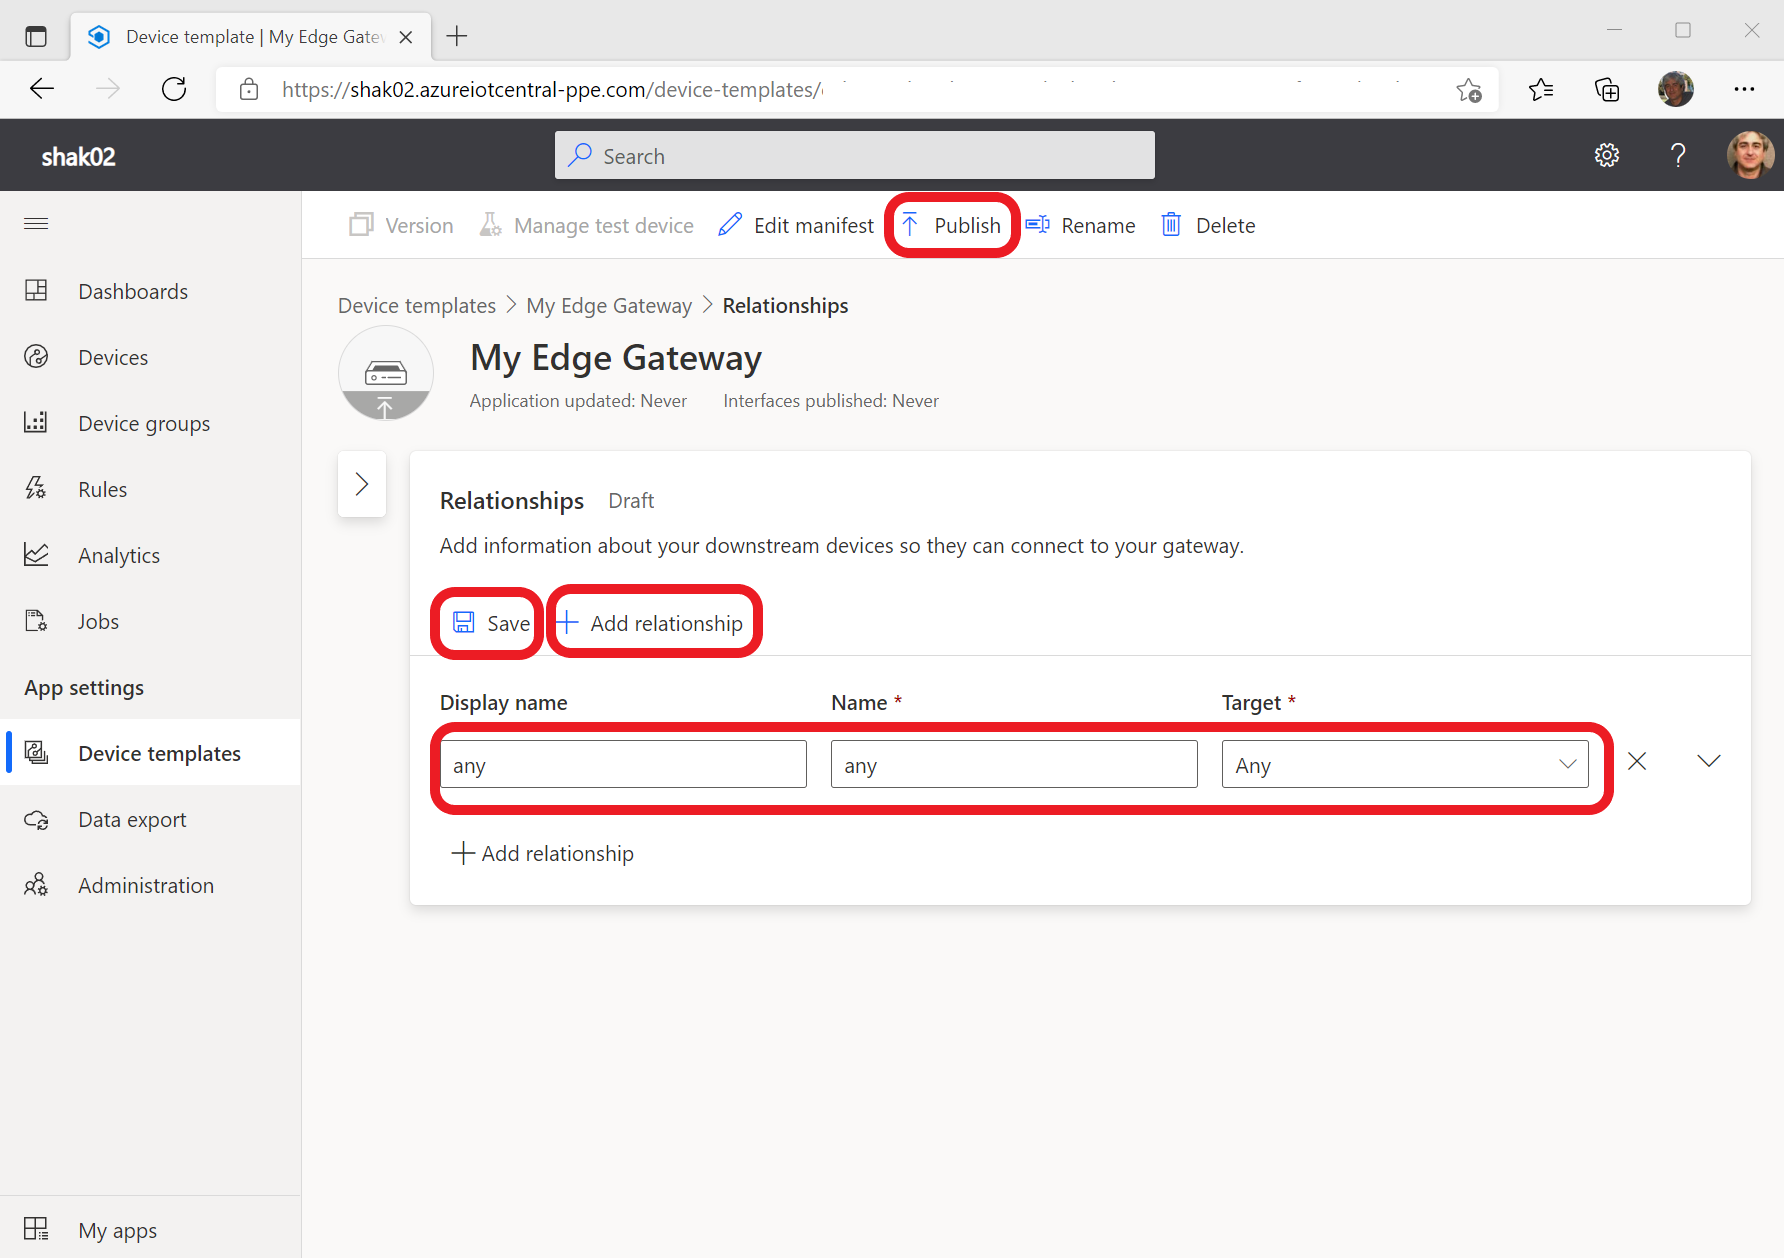 Device template | My Edge Gate
https://shak02.azureiotcentral-ppe.com/device-templates/
shak02
Search
Version
Manage test device
Edit manifest
Publish
Rename
Delete
Dashboards
Devices
Device groups
Rules
Analytics
Jobs
App settings
Device templates
Data export
Administration
My apps
Device templates > My Edge Gateway > Relationships
My Edge Gateway
Application updated: Never Interfaces published: Never
Relationships Draft
Add information about your downstream devices so they can connect to your gateway.
Save
+ Add relationship
Display name Name * Target *
any any Any
+ Add relationship